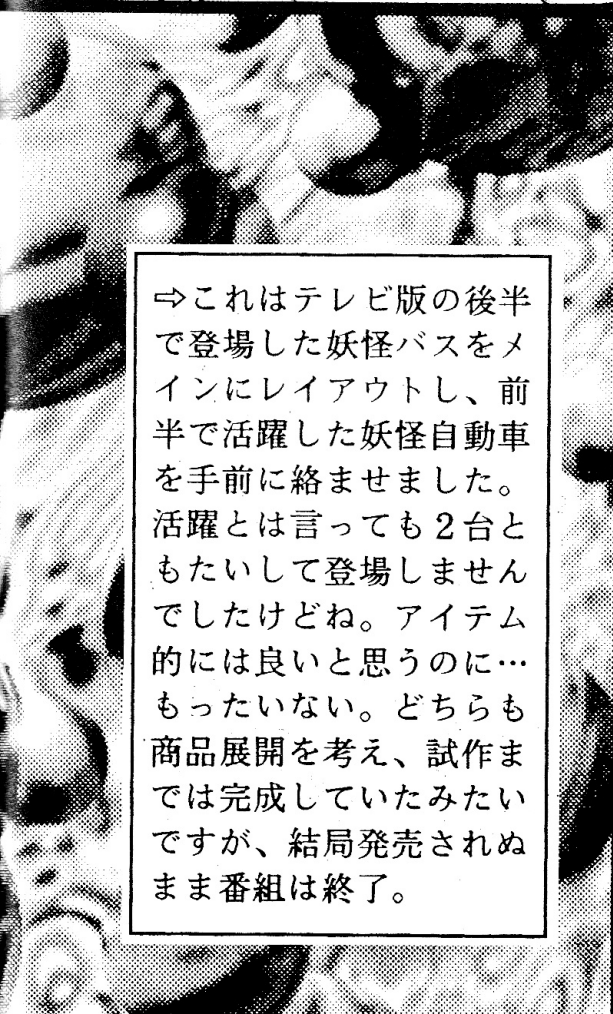 ⇨これはテレビ版の後半
で登場した妖怪バスをメ
インにレイアウトし、前
半で活躍した妖怪自動車
を手前に絡ませました。
活躍とは言っても2台と
もたいして登場しません
でしたけどね。アイテム
的には良いと思うのに…
もったいない。どちらも
商品展開を考え、試作ま
では完成していたみたい
ですが、結局発売されぬ
まま番組は終了。